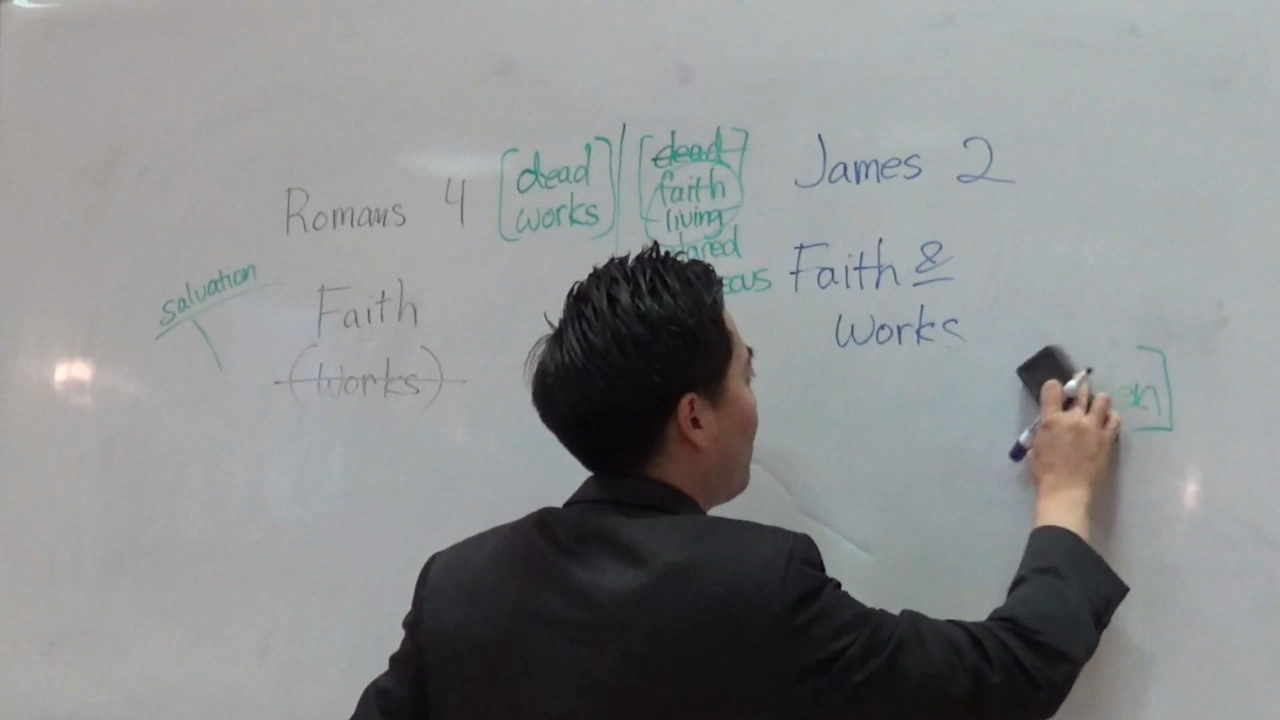 Romans 4
[dead
works]
[dead
faith
living
James 2
salvation
Faith
(Works)
Faith &
Works